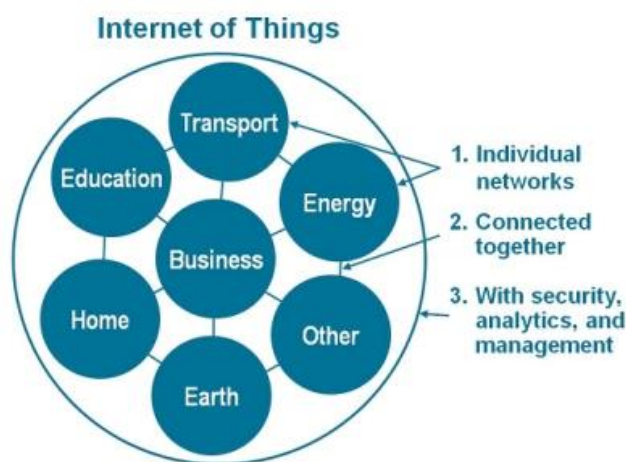 Internet of Things
Transport
Education
Energy
Business
Home
Other
Earth
1. Individual
networks
2. Connected
together
3. With security,
analytics, and
management